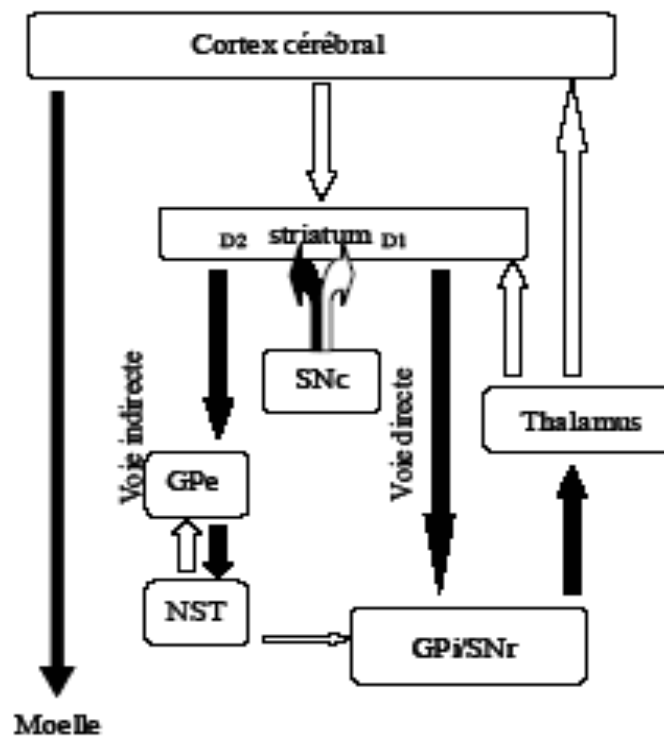 Cortex cérébral
D2 striatum D1
SNc
Voie indirecte
Voie directe
Thalamus
GPe
NST
GPi/SNr
Moelle